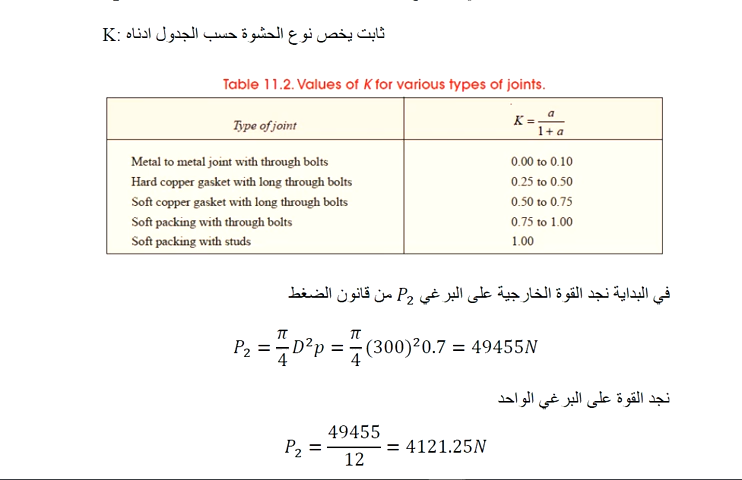 ثابت يخص نوع الحشوة حسب الجدول ادناه :K
Table 11.2. Values of K for various types of joints.
Type of joint K = a / 1 + a
Metal to metal joint with through bolts 0.00 to 0.10
Hard copper gasket with long through bolts 0.25 to 0.50
Soft copper gasket with long through bolts 0.50 to 0.75
Soft packing with through bolts 0.75 to 1.00
Soft packing with studs 1.00
في البداية نجد القوة الخارجية على البرغي P₂ من قانون الضغط
P₂ = π/4 D²p = π/4 (300)²0.7 = 49455N
نجد القوة على البرغي الواحد
P₂ = 49455/12 = 4121.25N